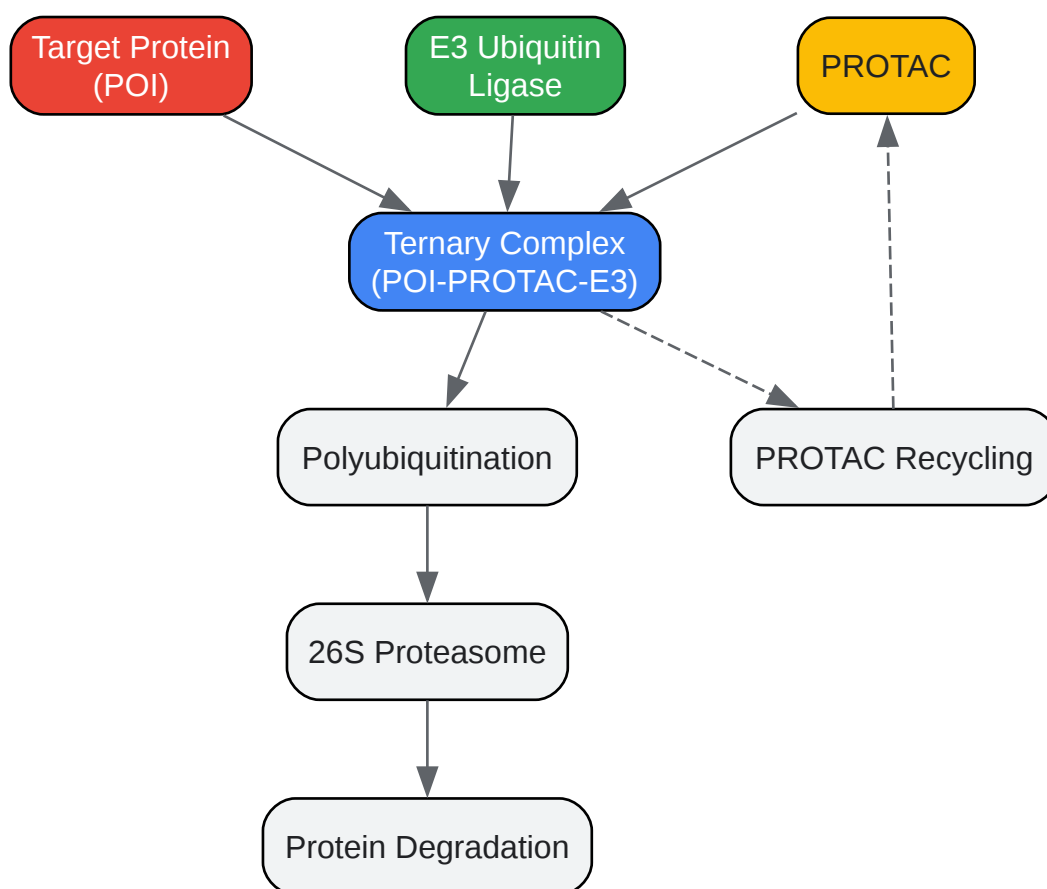 Target Protein
(POI)
E3 Ubiquitin
Ligase
PROTAC
Ternary Complex
(POI-PROTAC-E3)
Polyubiquitination
PROTAC Recycling
26S Proteasome
Protein Degradation